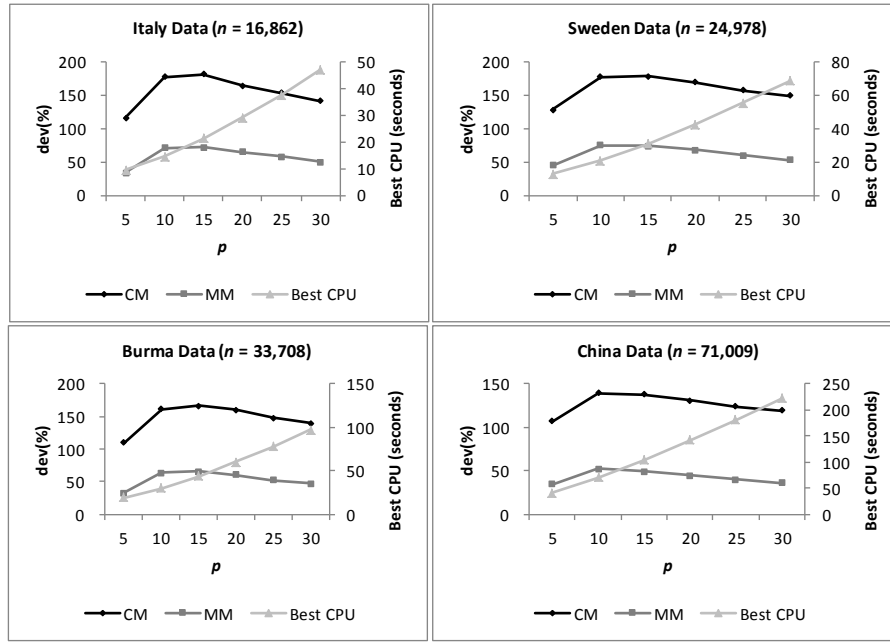 Italy Data (n = 16,862)
200
150
100
50
0
dev(%)
50
40
30
20
10
0
Best CPU (seconds)
5 10 15 20 25 30
p
CM MM Best CPU
Sweden Data (n = 24,978)
200
150
100
50
0
dev(%)
80
60
40
20
0
Best CPU (seconds)
5 10 15 20 25 30
p
CM MM Best CPU
Burma Data (n = 33,708)
200
150
100
50
0
dev(%)
150
100
50
0
Best CPU (seconds)
5 10 15 20 25 30
p
CM MM Best CPU
China Data (n = 71,009)
150
100
50
0
dev(%)
250
200
150
100
50
0
Best CPU (seconds)
5 10 15 20 25 30
p
CM MM Best CPU